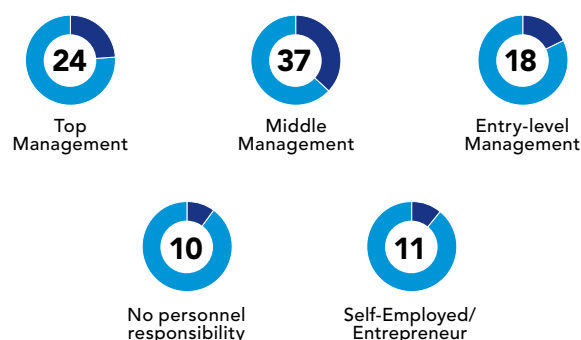 24
Top
Management
37
Middle
Management
18
Entry-level
Management
10
No personnel
responsibility
11
Self-Employed/
Entrepreneur